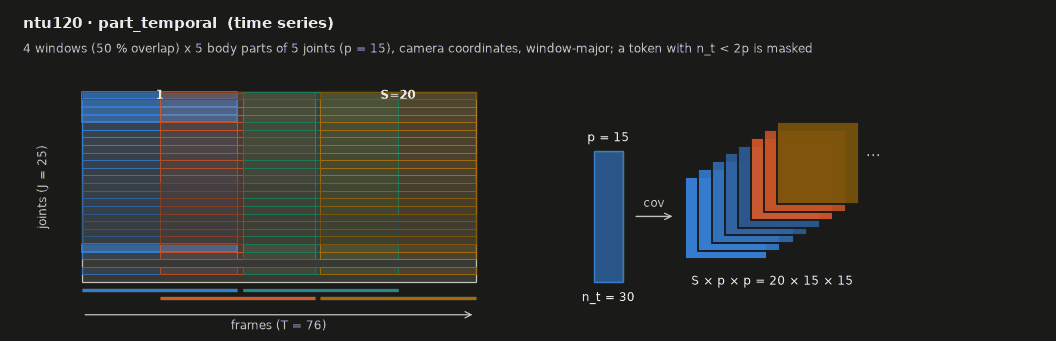 ntu120 · part_temporal (time series)
4 windows (50 % overlap) x 5 body parts of 5 joints (p = 15), camera coordinates, window-major; a token with n_t < 2p is masked
1
S=20
joints (J = 25)
frames (T = 76)
p = 15
n_t = 30
cov
...
S × p × p = 20 × 15 × 15